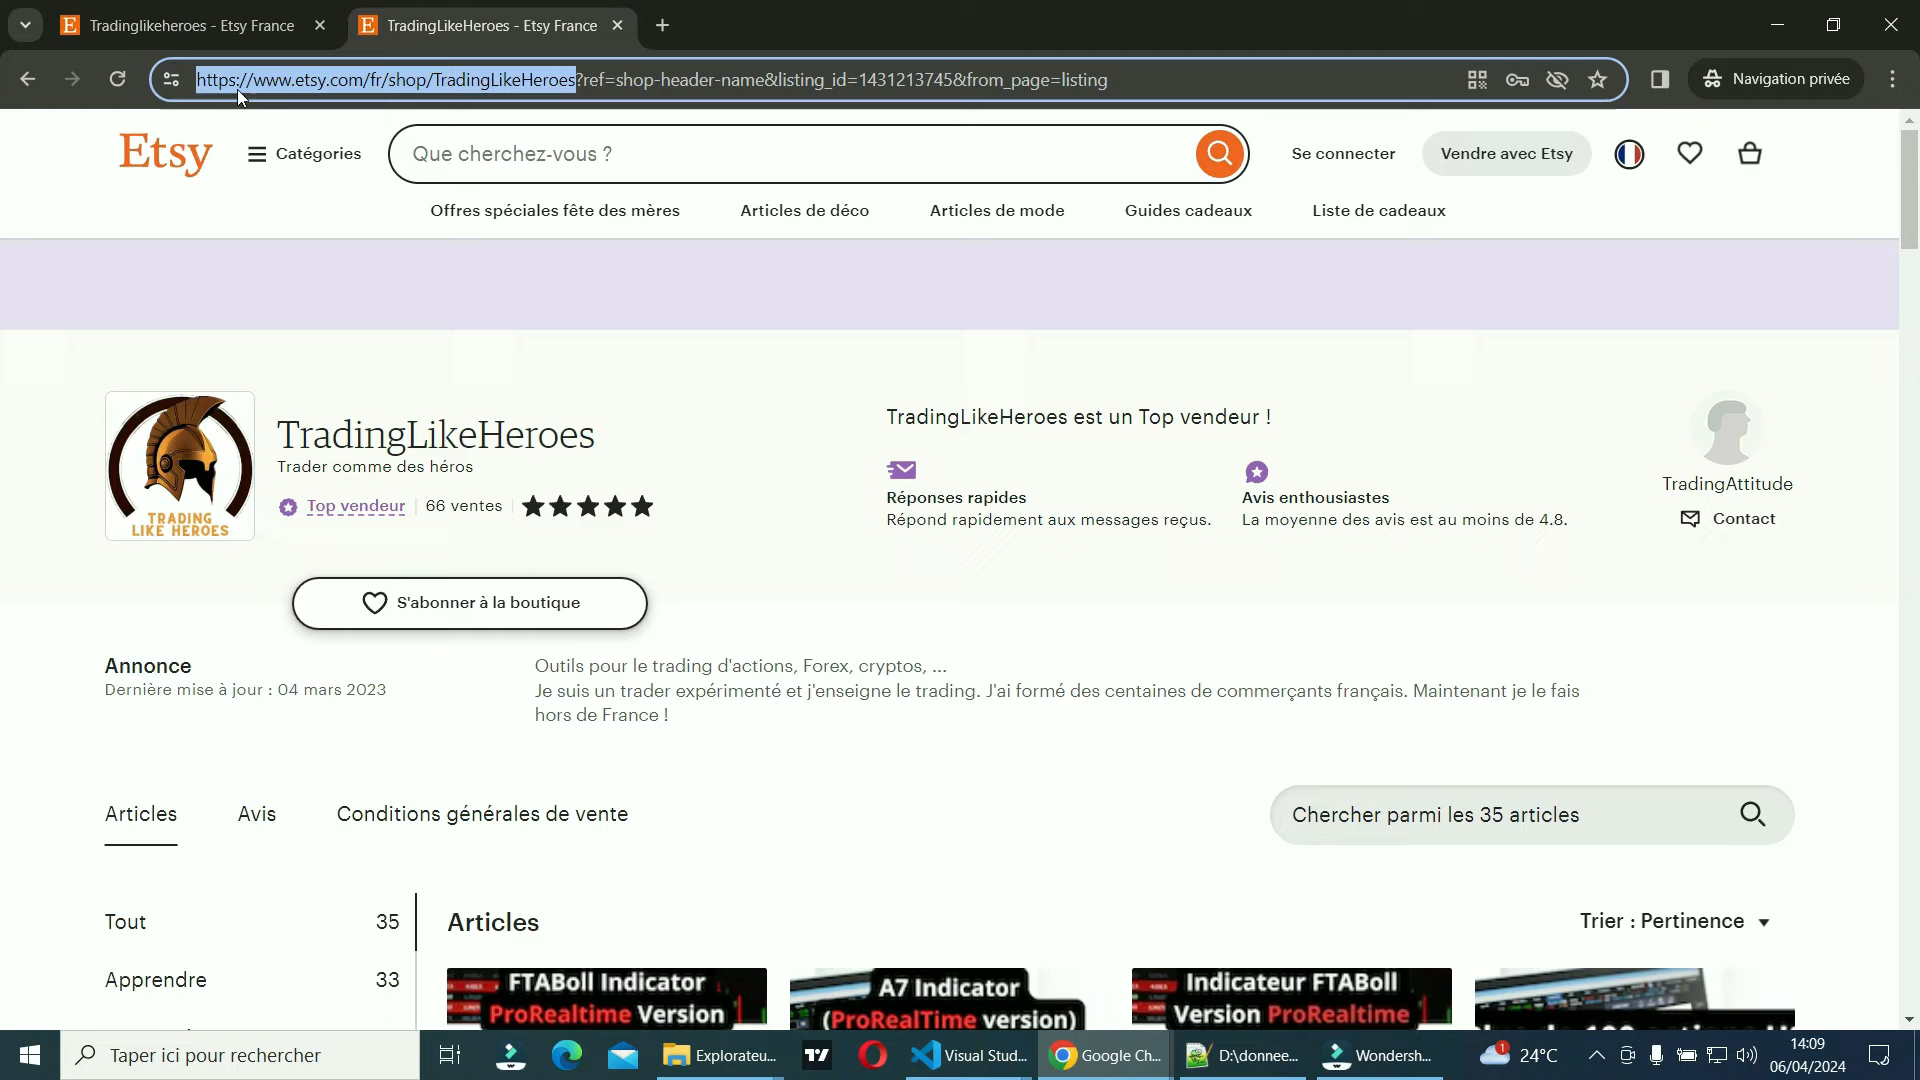 Tradinglikeheroes - Etsy France
TradingLikeHeroes - Etsy France
https://www.etsy.com/fr/shop/TradingLikeHeroes?ref=shop-header-name&listing_id=1431213745&from_page=listing
Navigation privée
Etsy
Catégories
Que cherchez-vous ?
Se connecter
Vendre avec Etsy
Offres spéciales fête des mères
Articles de déco
Articles de mode
Guides cadeaux
Liste de cadeaux
TRADING
LIKE HEROES
TradingLikeHeroes
Trader comme des héros
Top vendeur
66 ventes
TradingLikeHeroes est un Top vendeur !
Réponses rapides
Répond rapidement aux messages reçus.
Avis enthousiastes
La moyenne des avis est au moins de 4.8.
TradingAttitude
Contact
S'abonner à la boutique
Annonce
Dernière mise à jour : 04 mars 2023
Outils pour le trading d'actions, Forex, cryptos, ...
Je suis un trader expérimenté et j'enseigne le trading. J'ai formé des centaines de commerçants français. Maintenant je le fais
hors de France !
Articles
Avis
Conditions générales de vente
Chercher parmi les 35 articles
Tout 35
Apprendre 33
Articles
Trier : Pertinence
FTABoll Indicator
ProRealtime Version
A7 Indicator
(ProRealTime version)
Indicateur FTABoll
Version ProRealtime
Taper ici pour rechercher
Explorateu...
Visual Stud...
Google Ch...
D:\donnee...
Wondersh...
1
24°C
14:09
06/04/2024